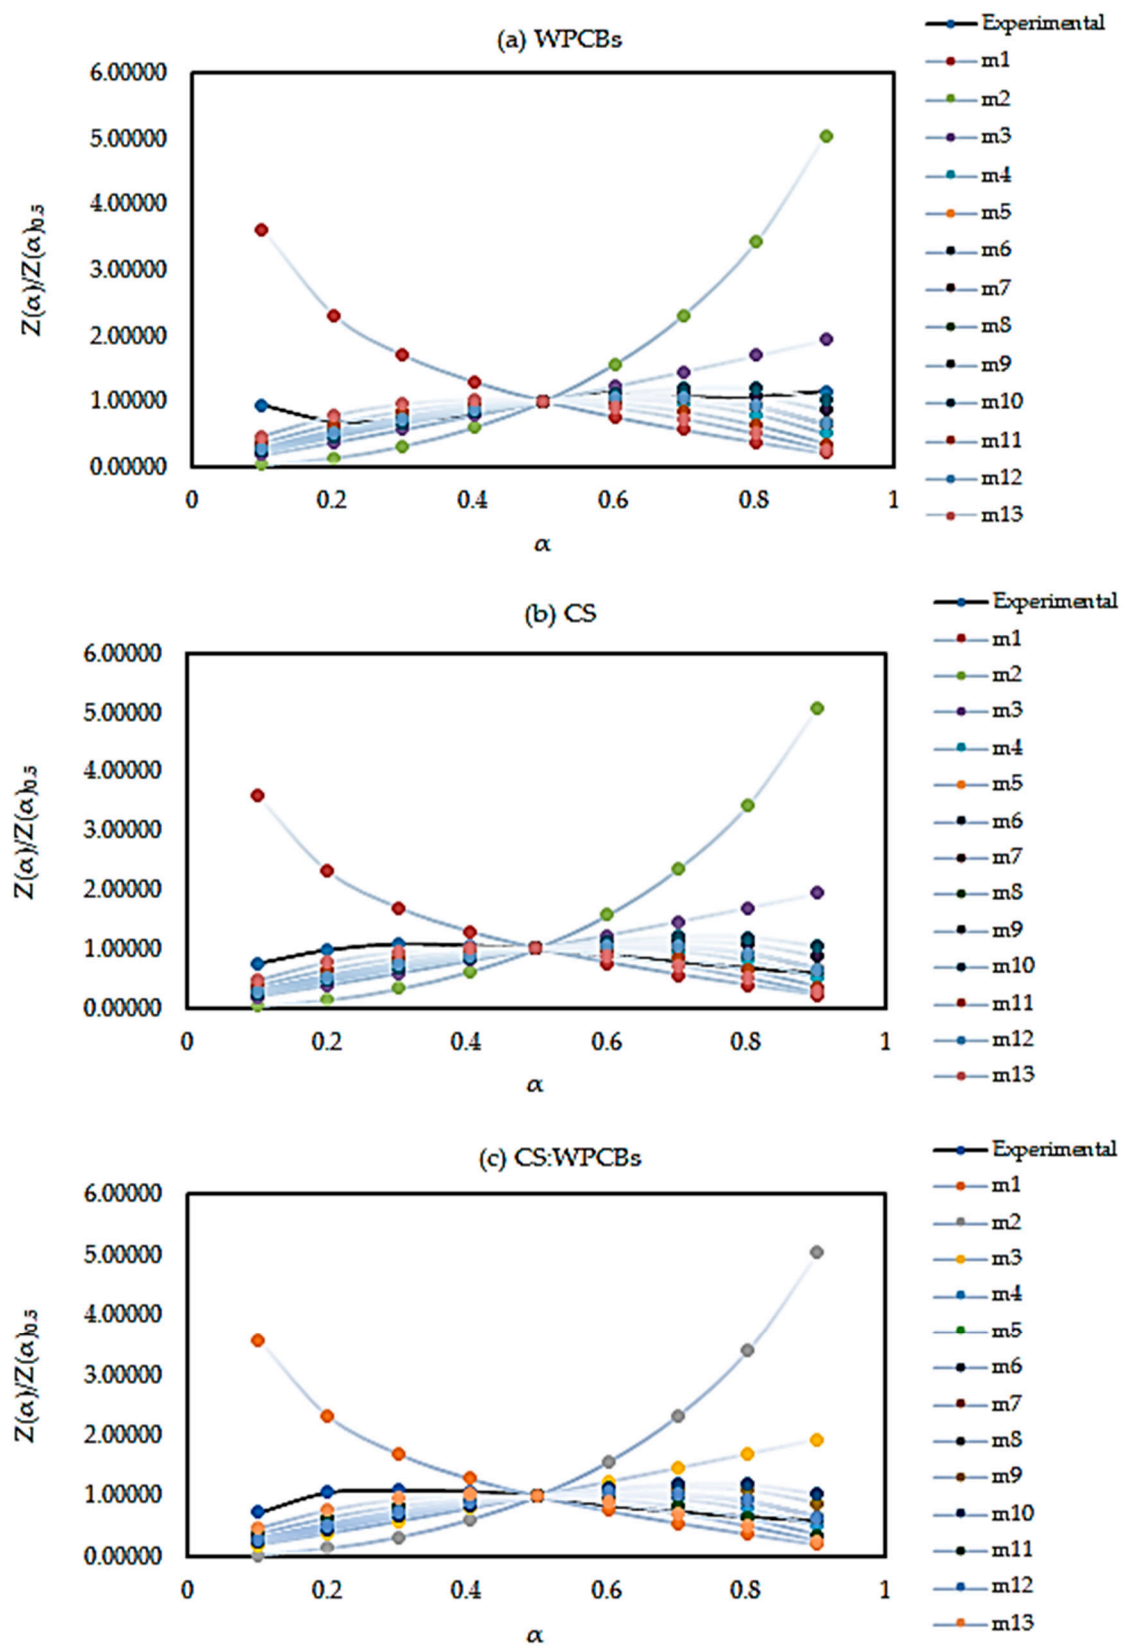 (a) WPCBs
Z(α)/Z(α)0.5
6.00000
5.00000
4.00000
3.00000
2.00000
1.00000
0.00000
0 0.2 0.4 0.6 0.8 1
α
Experimental
m1
m2
m3
m4
m5
m6
m7
m8
m9
m10
m11
m12
m13
(b) CS
Z(α)/Z(α)0.5
6.00000
5.00000
4.00000
3.00000
2.00000
1.00000
0.00000
0 0.2 0.4 0.6 0.8 1
α
Experimental
m1
m2
m3
m4
m5
m6
m7
m8
m9
m10
m11
m12
m13
(c) CS:WPCBs
Z(α)/Z(α)0.5
6.00000
5.00000
4.00000
3.00000
2.00000
1.00000
0.00000
0 0.2 0.4 0.6 0.8 1
α
Experimental
m1
m2
m3
m4
m5
m6
m7
m8
m9
m10
m11
m12
m13